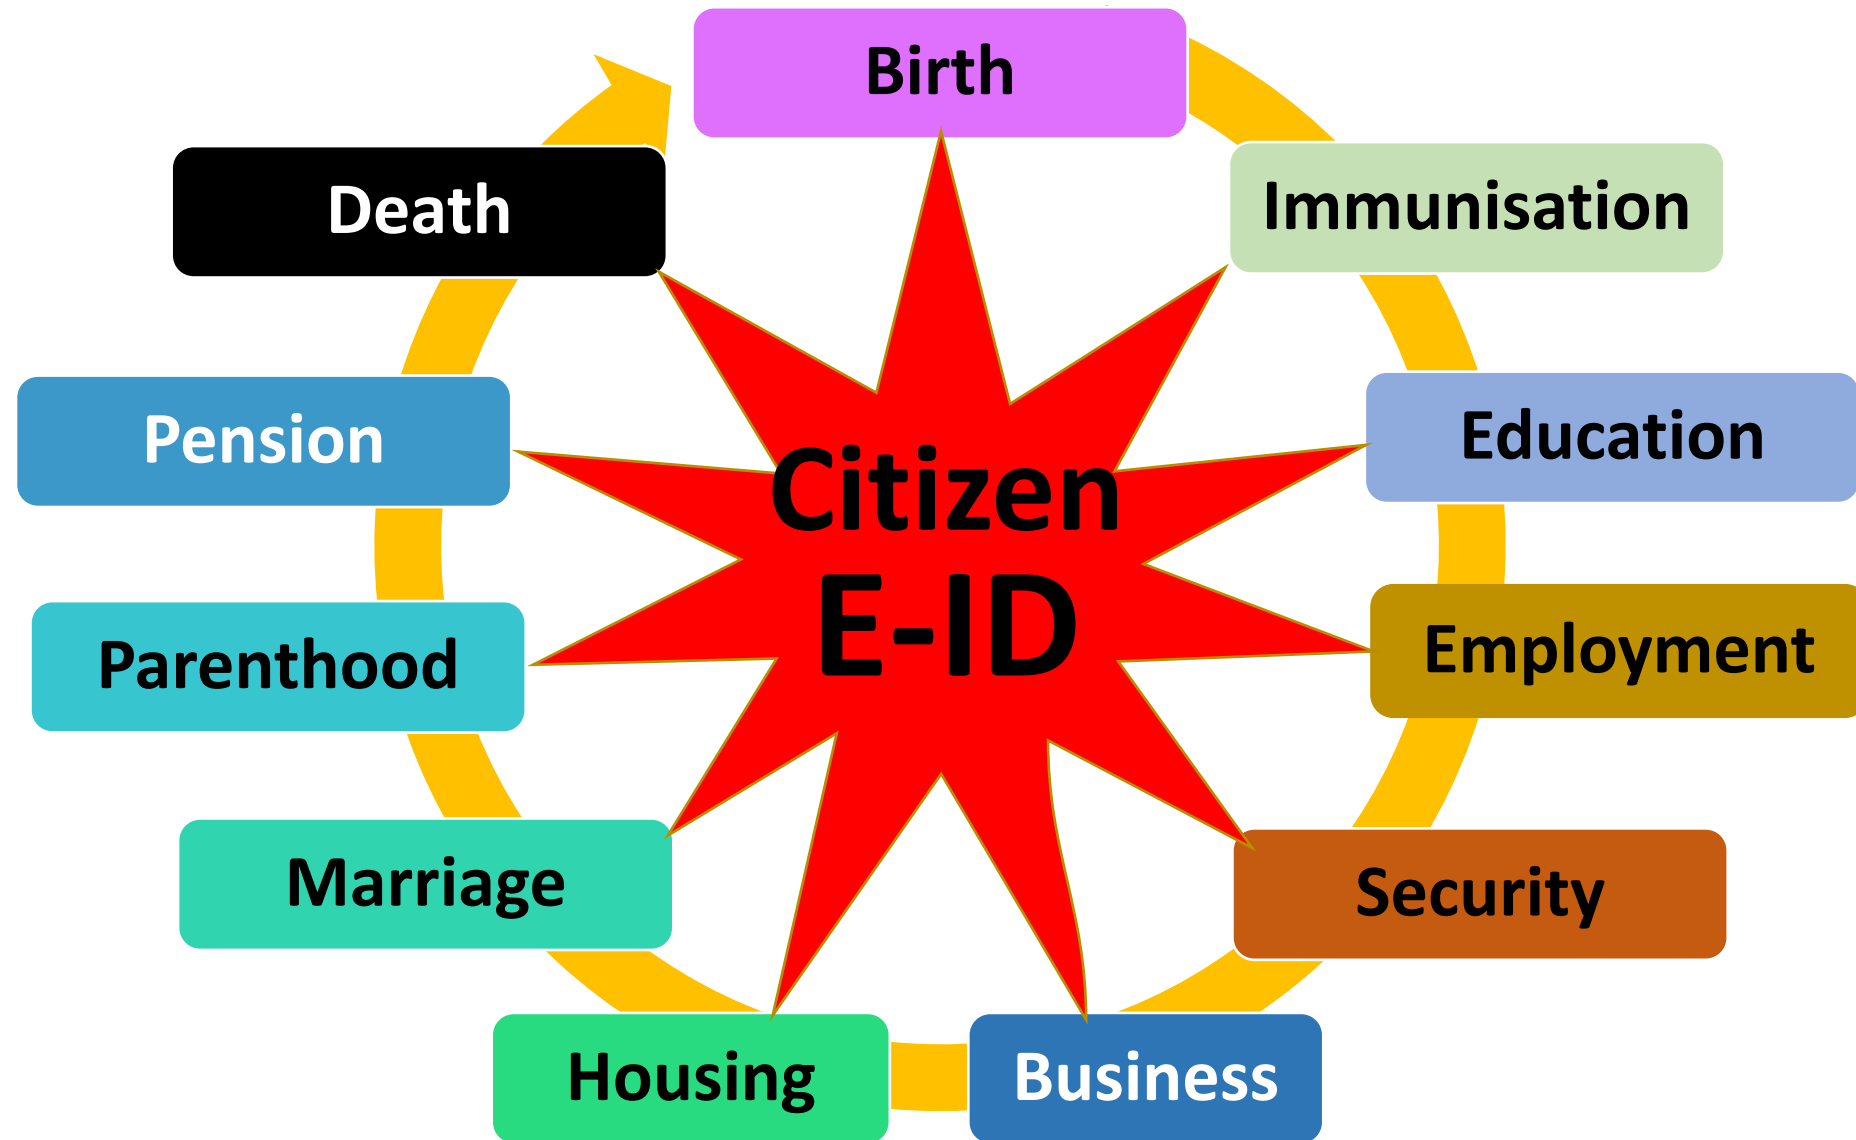 Birth
Immunisation
Education
Employment
Security
Business
Housing
Marriage
Parenthood
Pension
Death
Citizen
E-ID